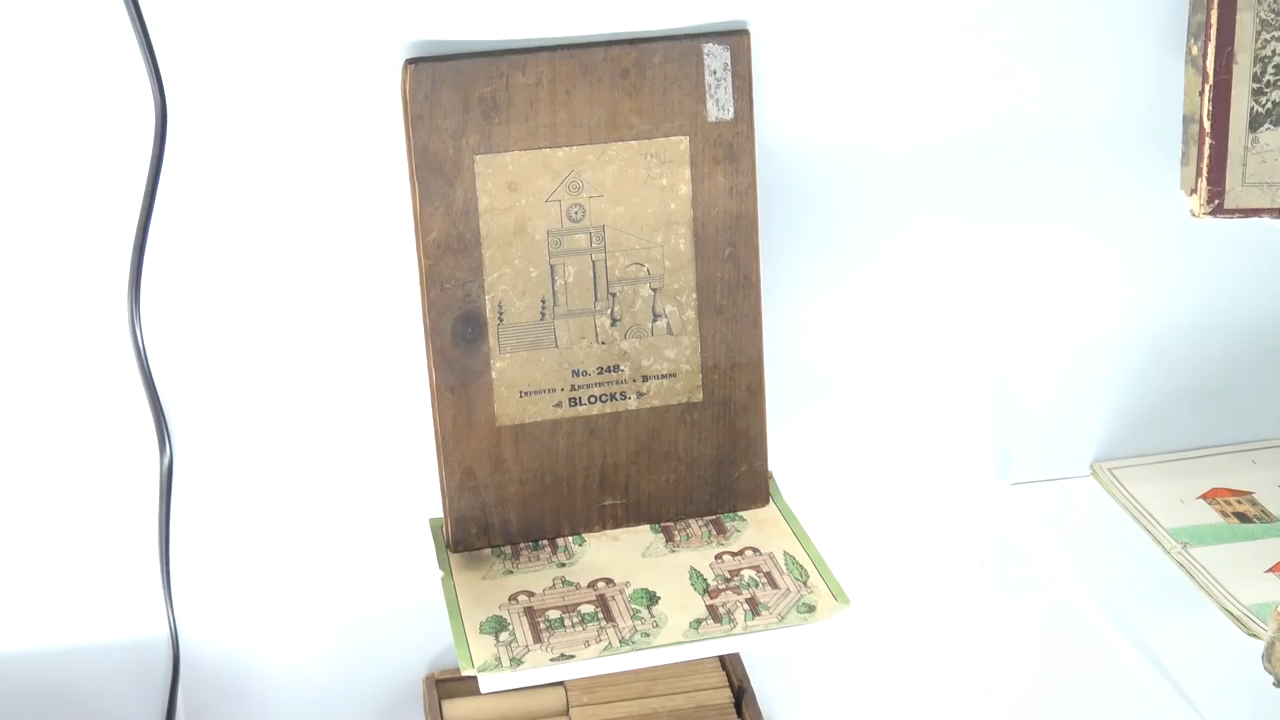 No. 248.
IMPROVED • ARCHITECTURAL • BUILDING
BLOCKS.